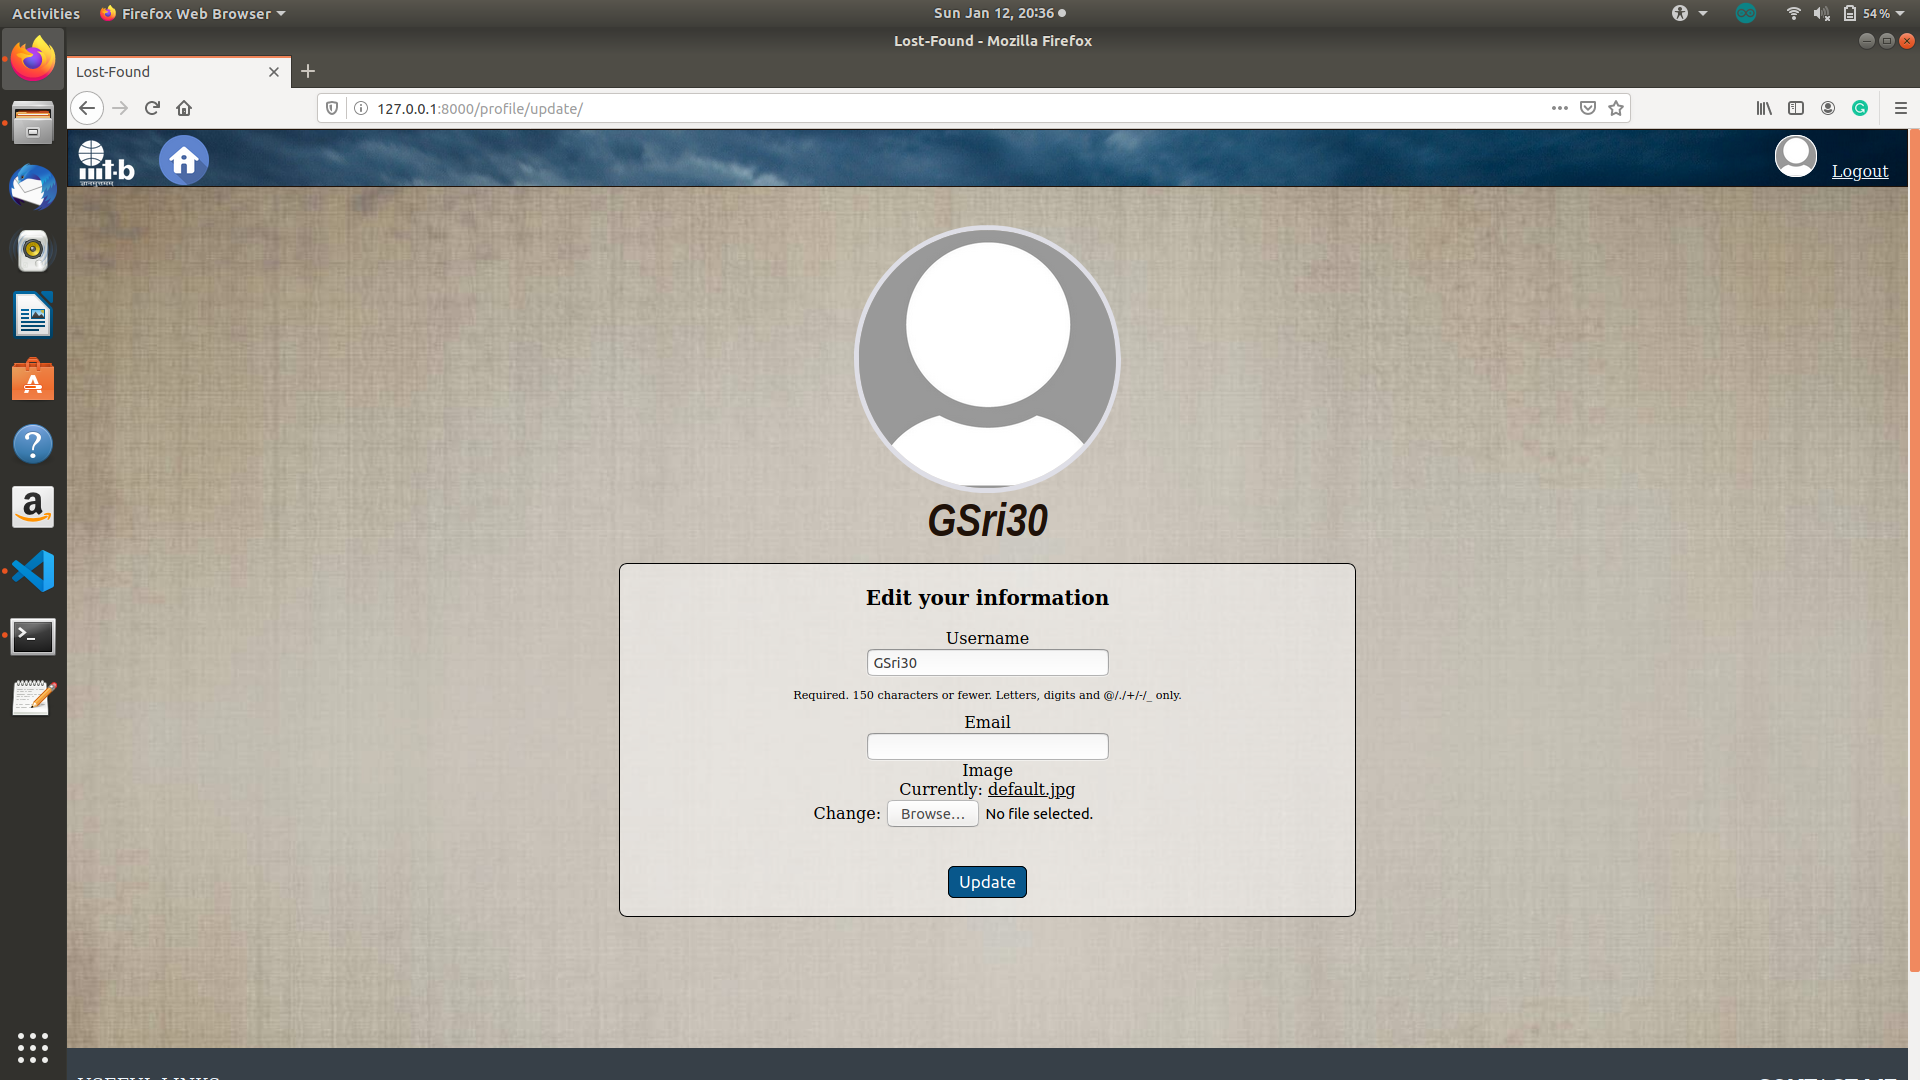 Activities Firefox Web Browser Sun Jan 12, 20:36 54 %
Lost-Found - Mozilla Firefox
Lost-Found
127.0.0.1:8000/profile/update/
iiit-b
Logout
GSri30
Edit your information
Username
GSri30
Required. 150 characters or fewer. Letters, digits and @/./+/-/_ only.
Email
Image
Currently: default.jpg
Change: Browse... No file selected.
Update